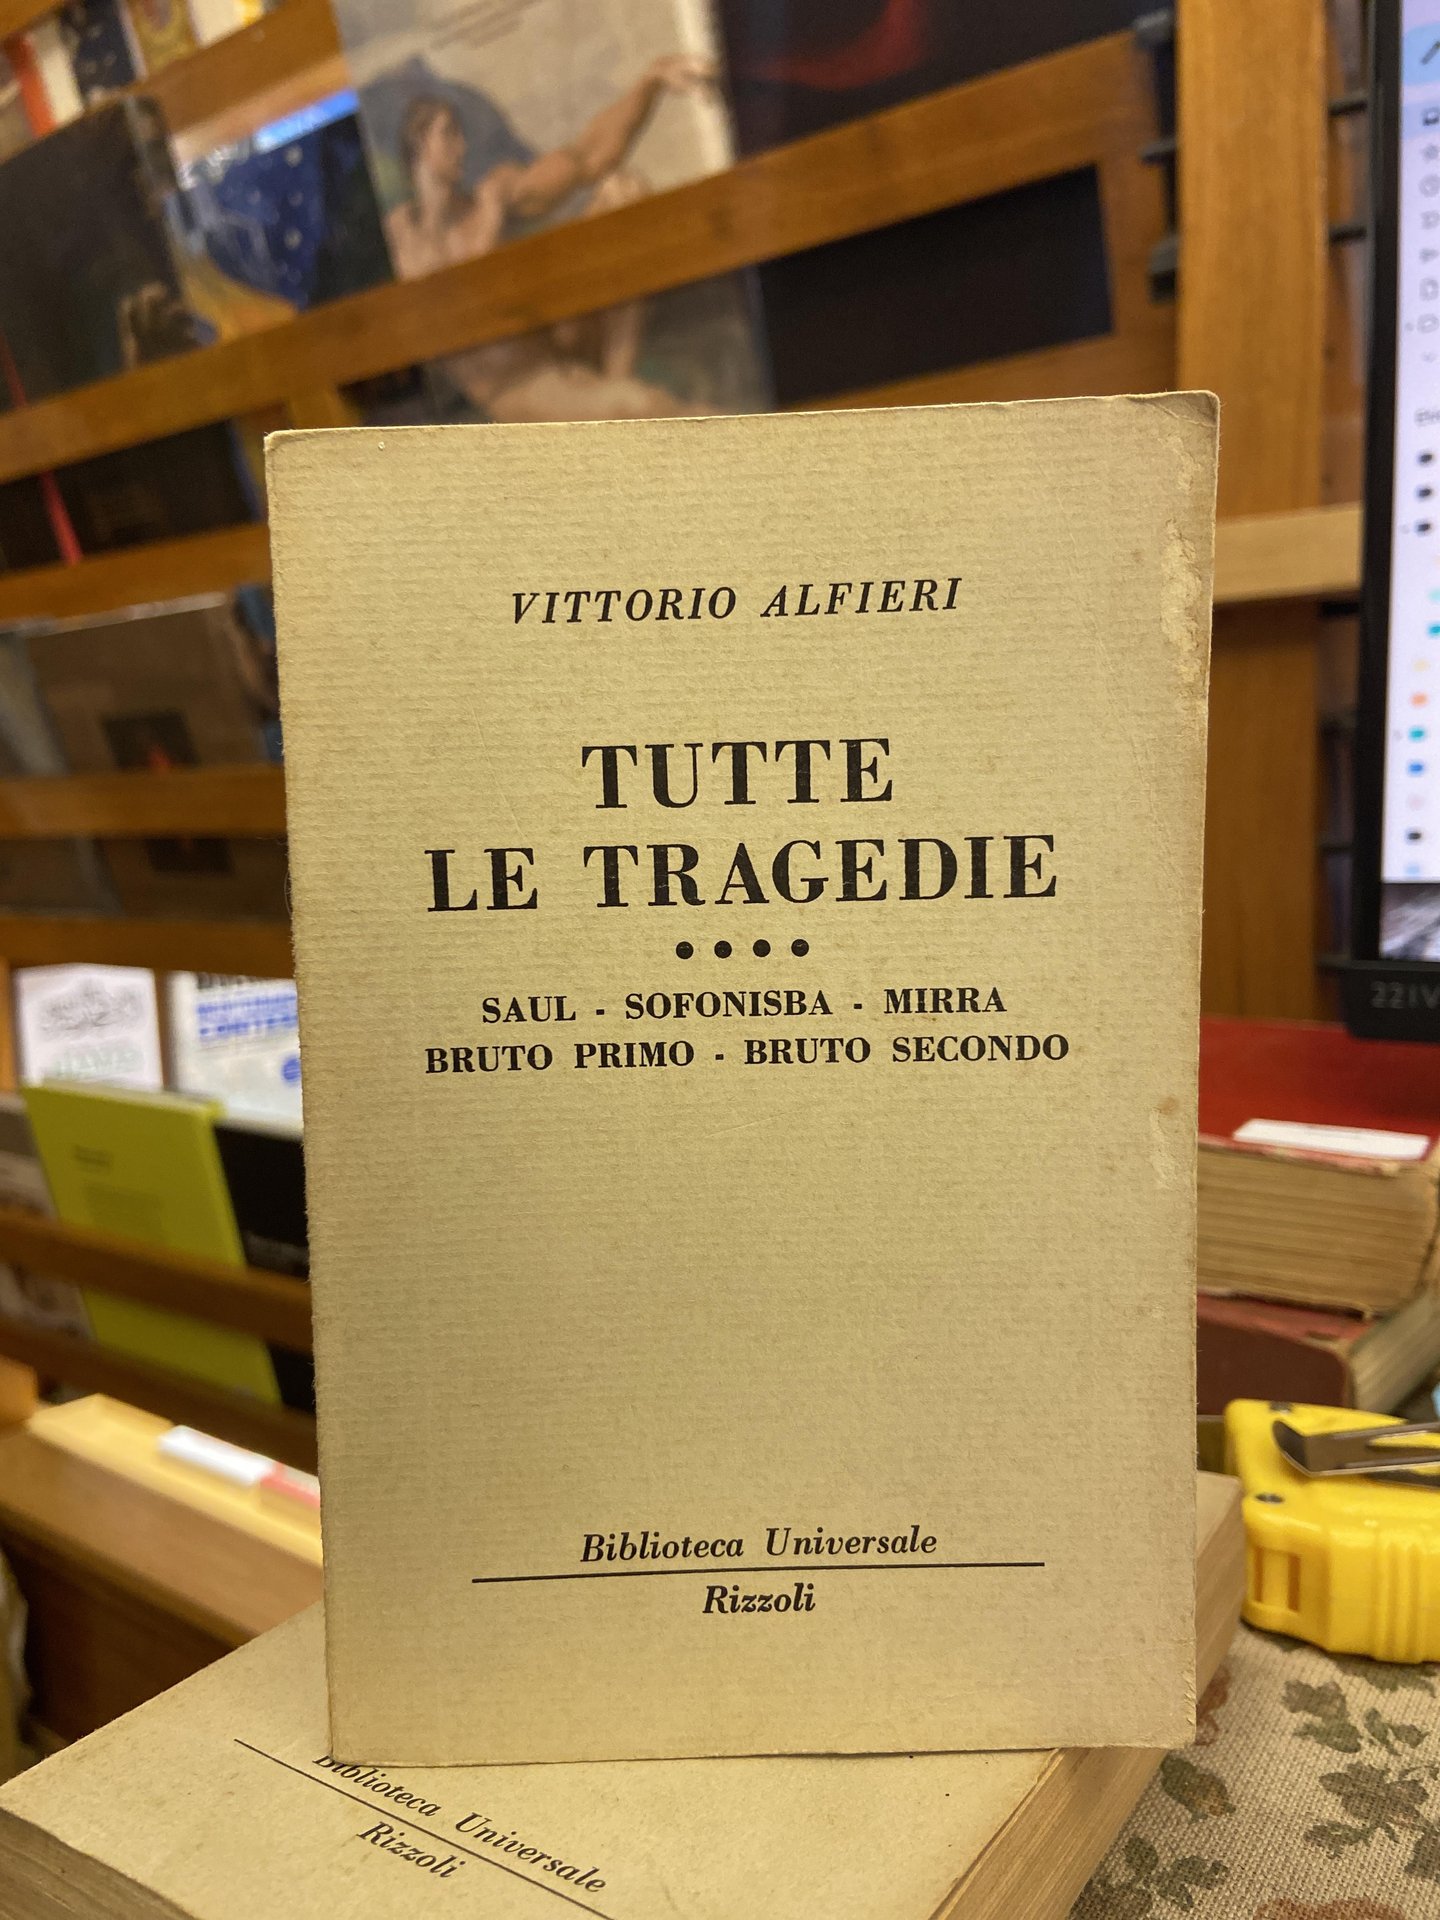 VITTORIO ALFIERI
TUTTE
LE TRAGEDIE
••••
SAUL - SOFONISBA - MIRRA
BRUTO PRIMO - BRUTO SECONDO
Biblioteca Universale
Rizzoli
Biblioteca Universale
Rizzoli